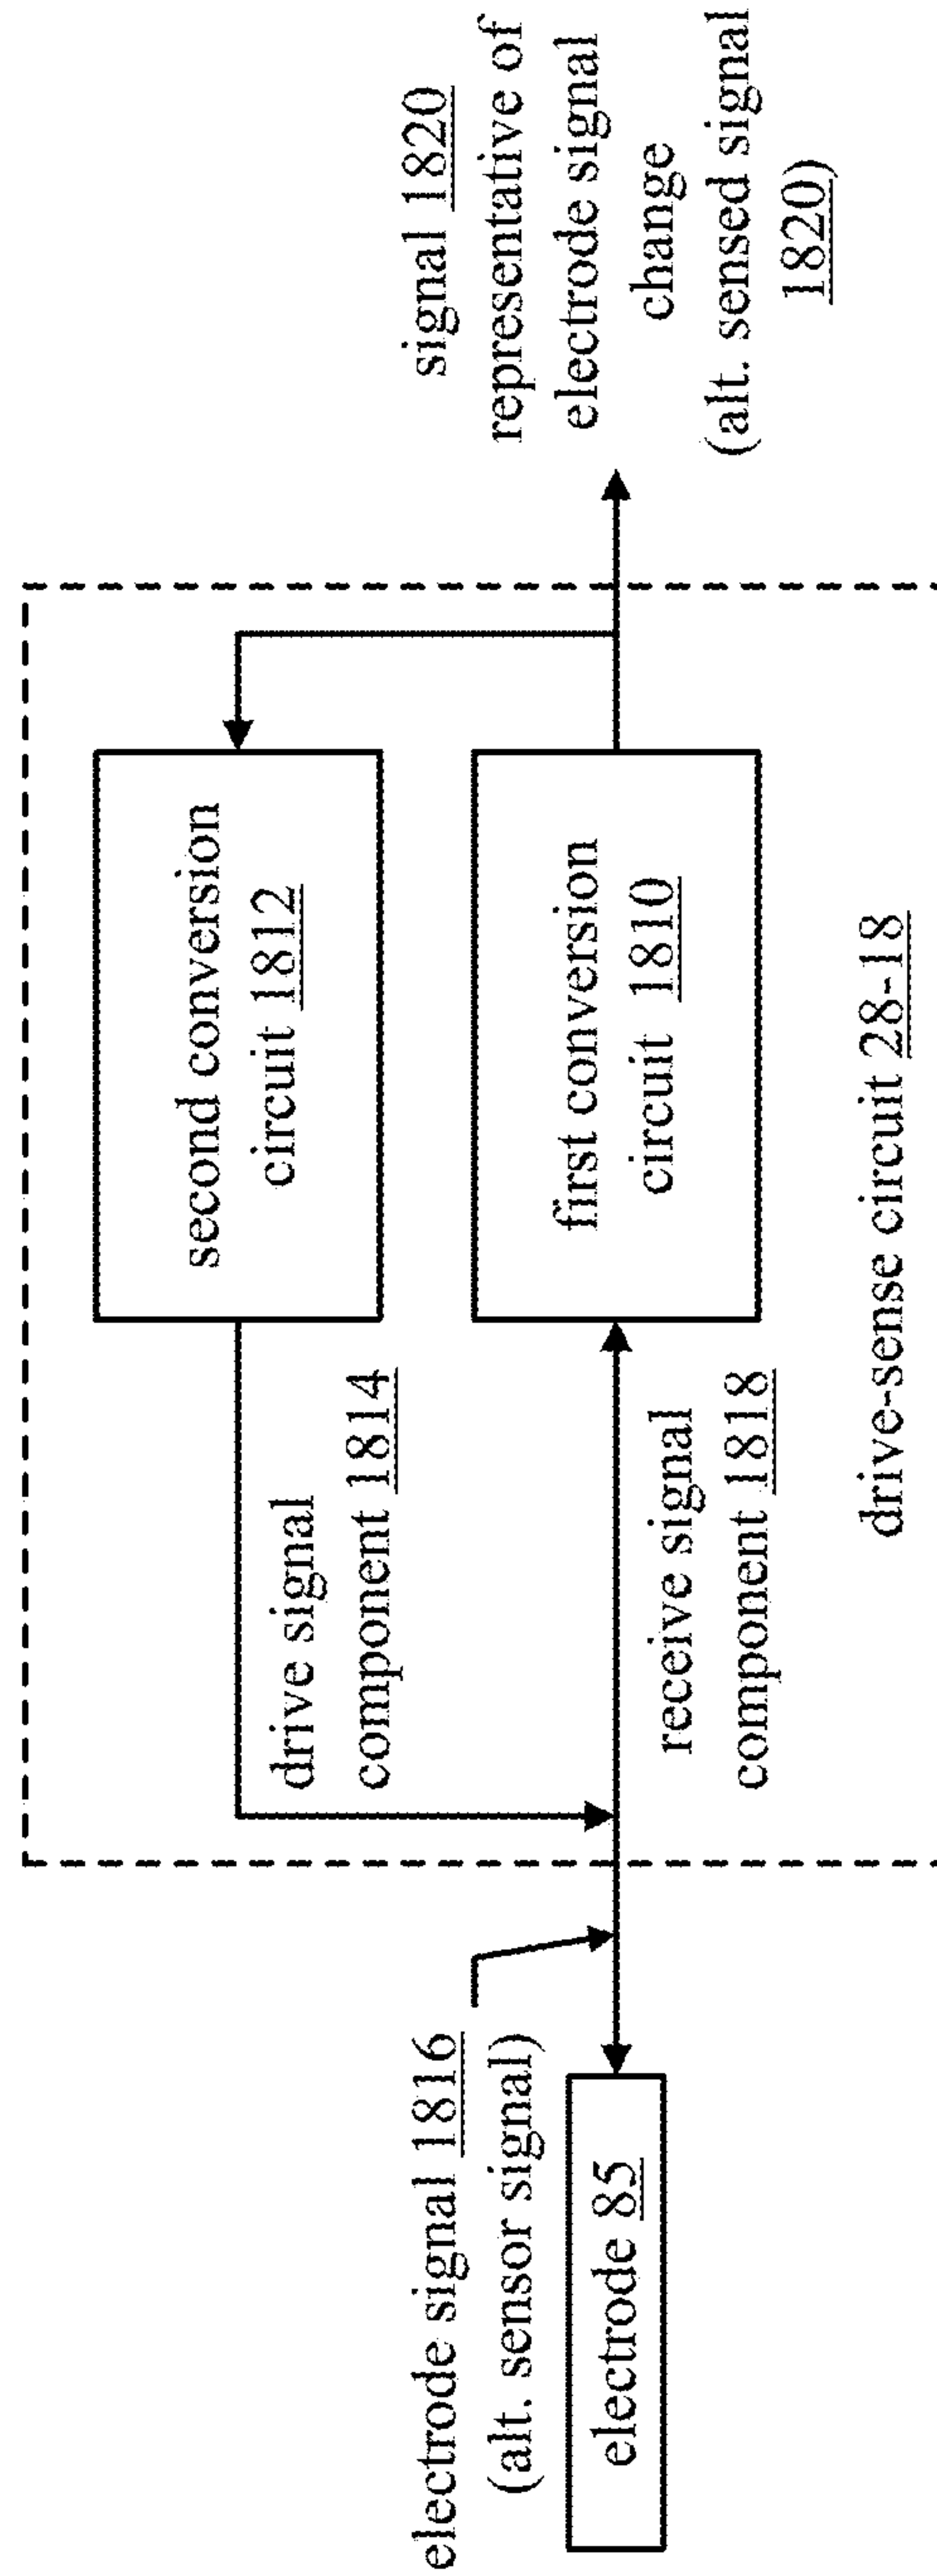 electrode signal 1816
(alt. sensor signal)
electrode 85
drive signal
component 1814
receive signal
component 1818
second conversion
circuit 1812
first conversion
circuit 1810
drive-sense circuit 28-18
signal 1820
representative of
electrode signal
change
(alt. sensed signal
1820)